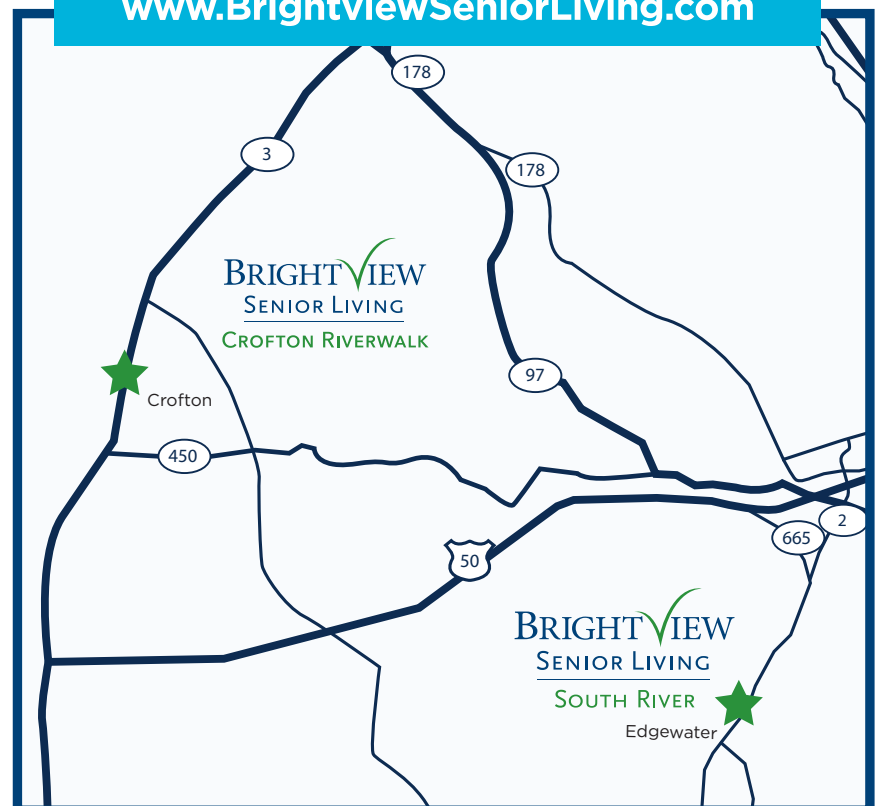 www.BrightviewSeniorLiving.com
178
3
178
BRIGHTVIEW
SENIOR LIVING
CROFTON RIVERWALK
97
Crofton
450
2
665
50
BRIGHTVIEW
SENIOR LIVING
SOUTH RIVER
Edgewater